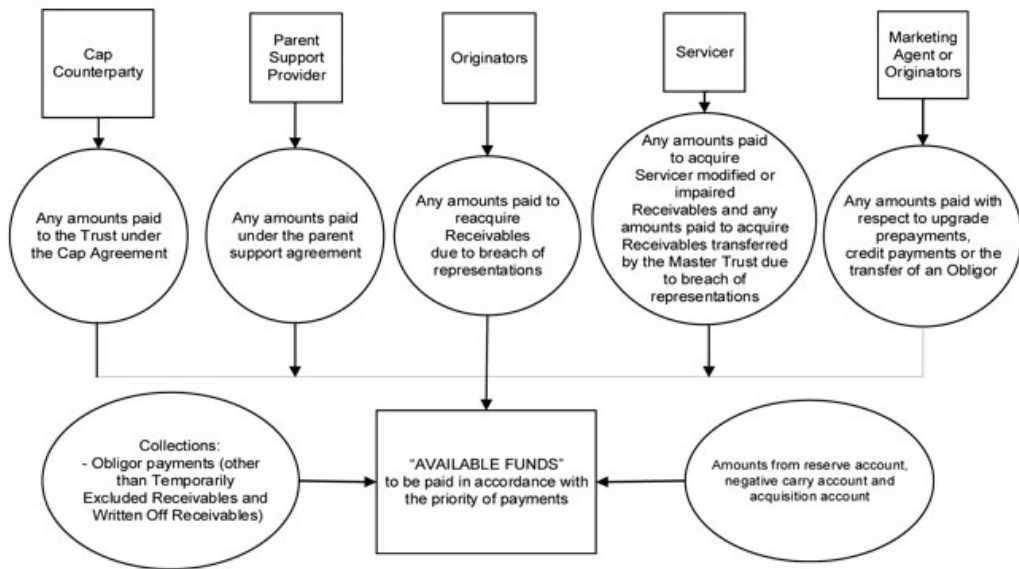 Cap
Counterparty
Parent
Support
Provider
Originators
Servicer
Marketing
Agent or
Originators
Any amounts paid
to the Trust under
the Cap Agreement
Any amounts paid
under the parent
support agreement
Any amounts paid to
reacquire
Receivables
due to breach of
representations
Any amounts paid
to acquire
Servicer modified or
impaired
Receivables and any
amounts paid to acquire
Receivables transferred
by the Master Trust due
to breach of
representations
Any amounts paid with
respect to upgrade
prepayments,
credit payments or the
transfer of an Obligor
Collections:
- Obligor payments (other
than Temporarily
Excluded Receivables and
Written Off Receivables)
“AVAILABLE FUNDS”
to be paid in accordance with
the priority of payments
Amounts from reserve account,
negative carry account and
acquisition account